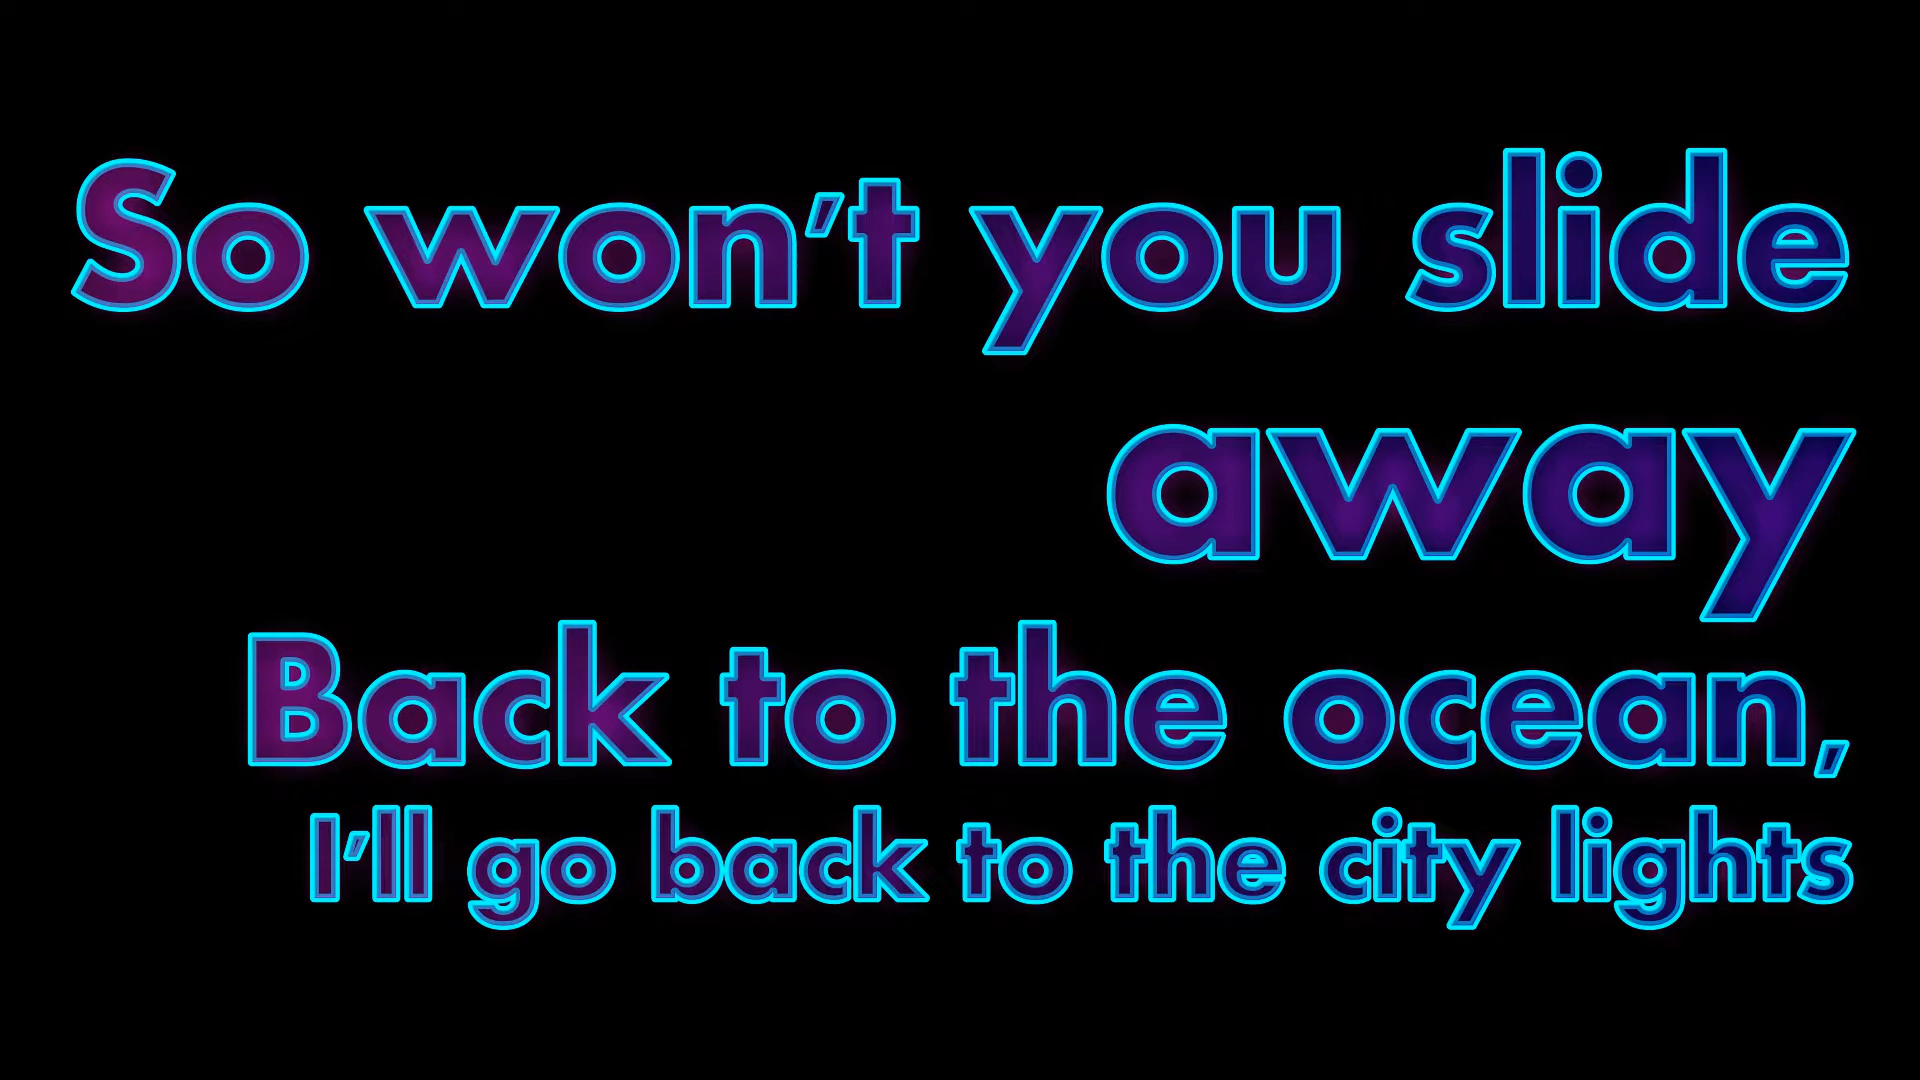 So won’t you slide
away
Back to the ocean,
I’ll go back to the city lights